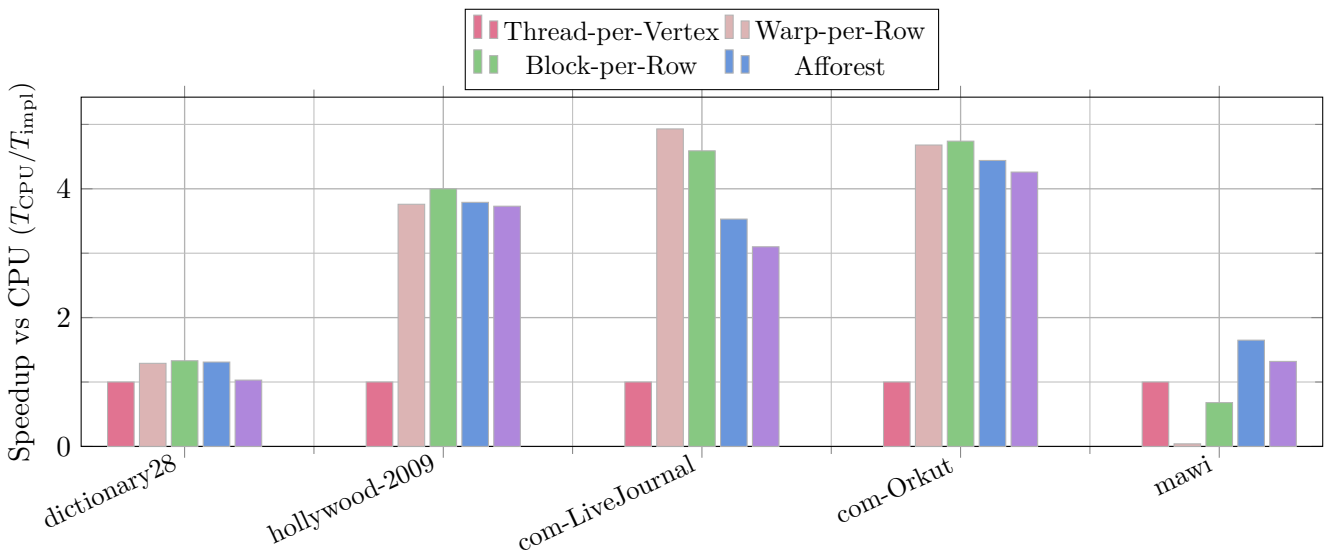 Thread-per-Vertex Warp-per-Row
Block-per-Row Afforest
Speedup vs CPU (T_CPU/T_impl)
4
2
0
dictionary28
hollywood-2009
com-LiveJournal
com-Orkut
mawi